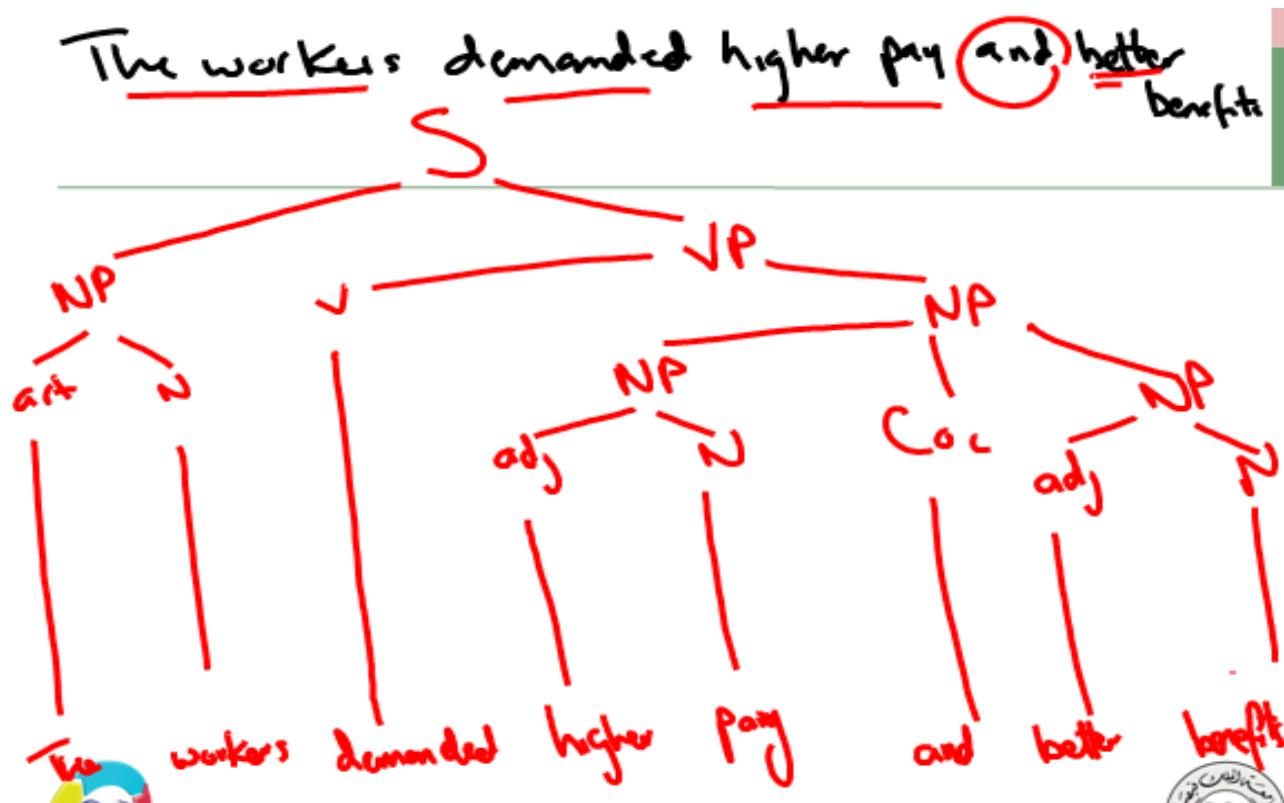 The workers demanded higher pay and better
benefits
S
NP VP
V NP
art N NP Coc NP
adj N adj N
The workers demanded higher pay and better benefits